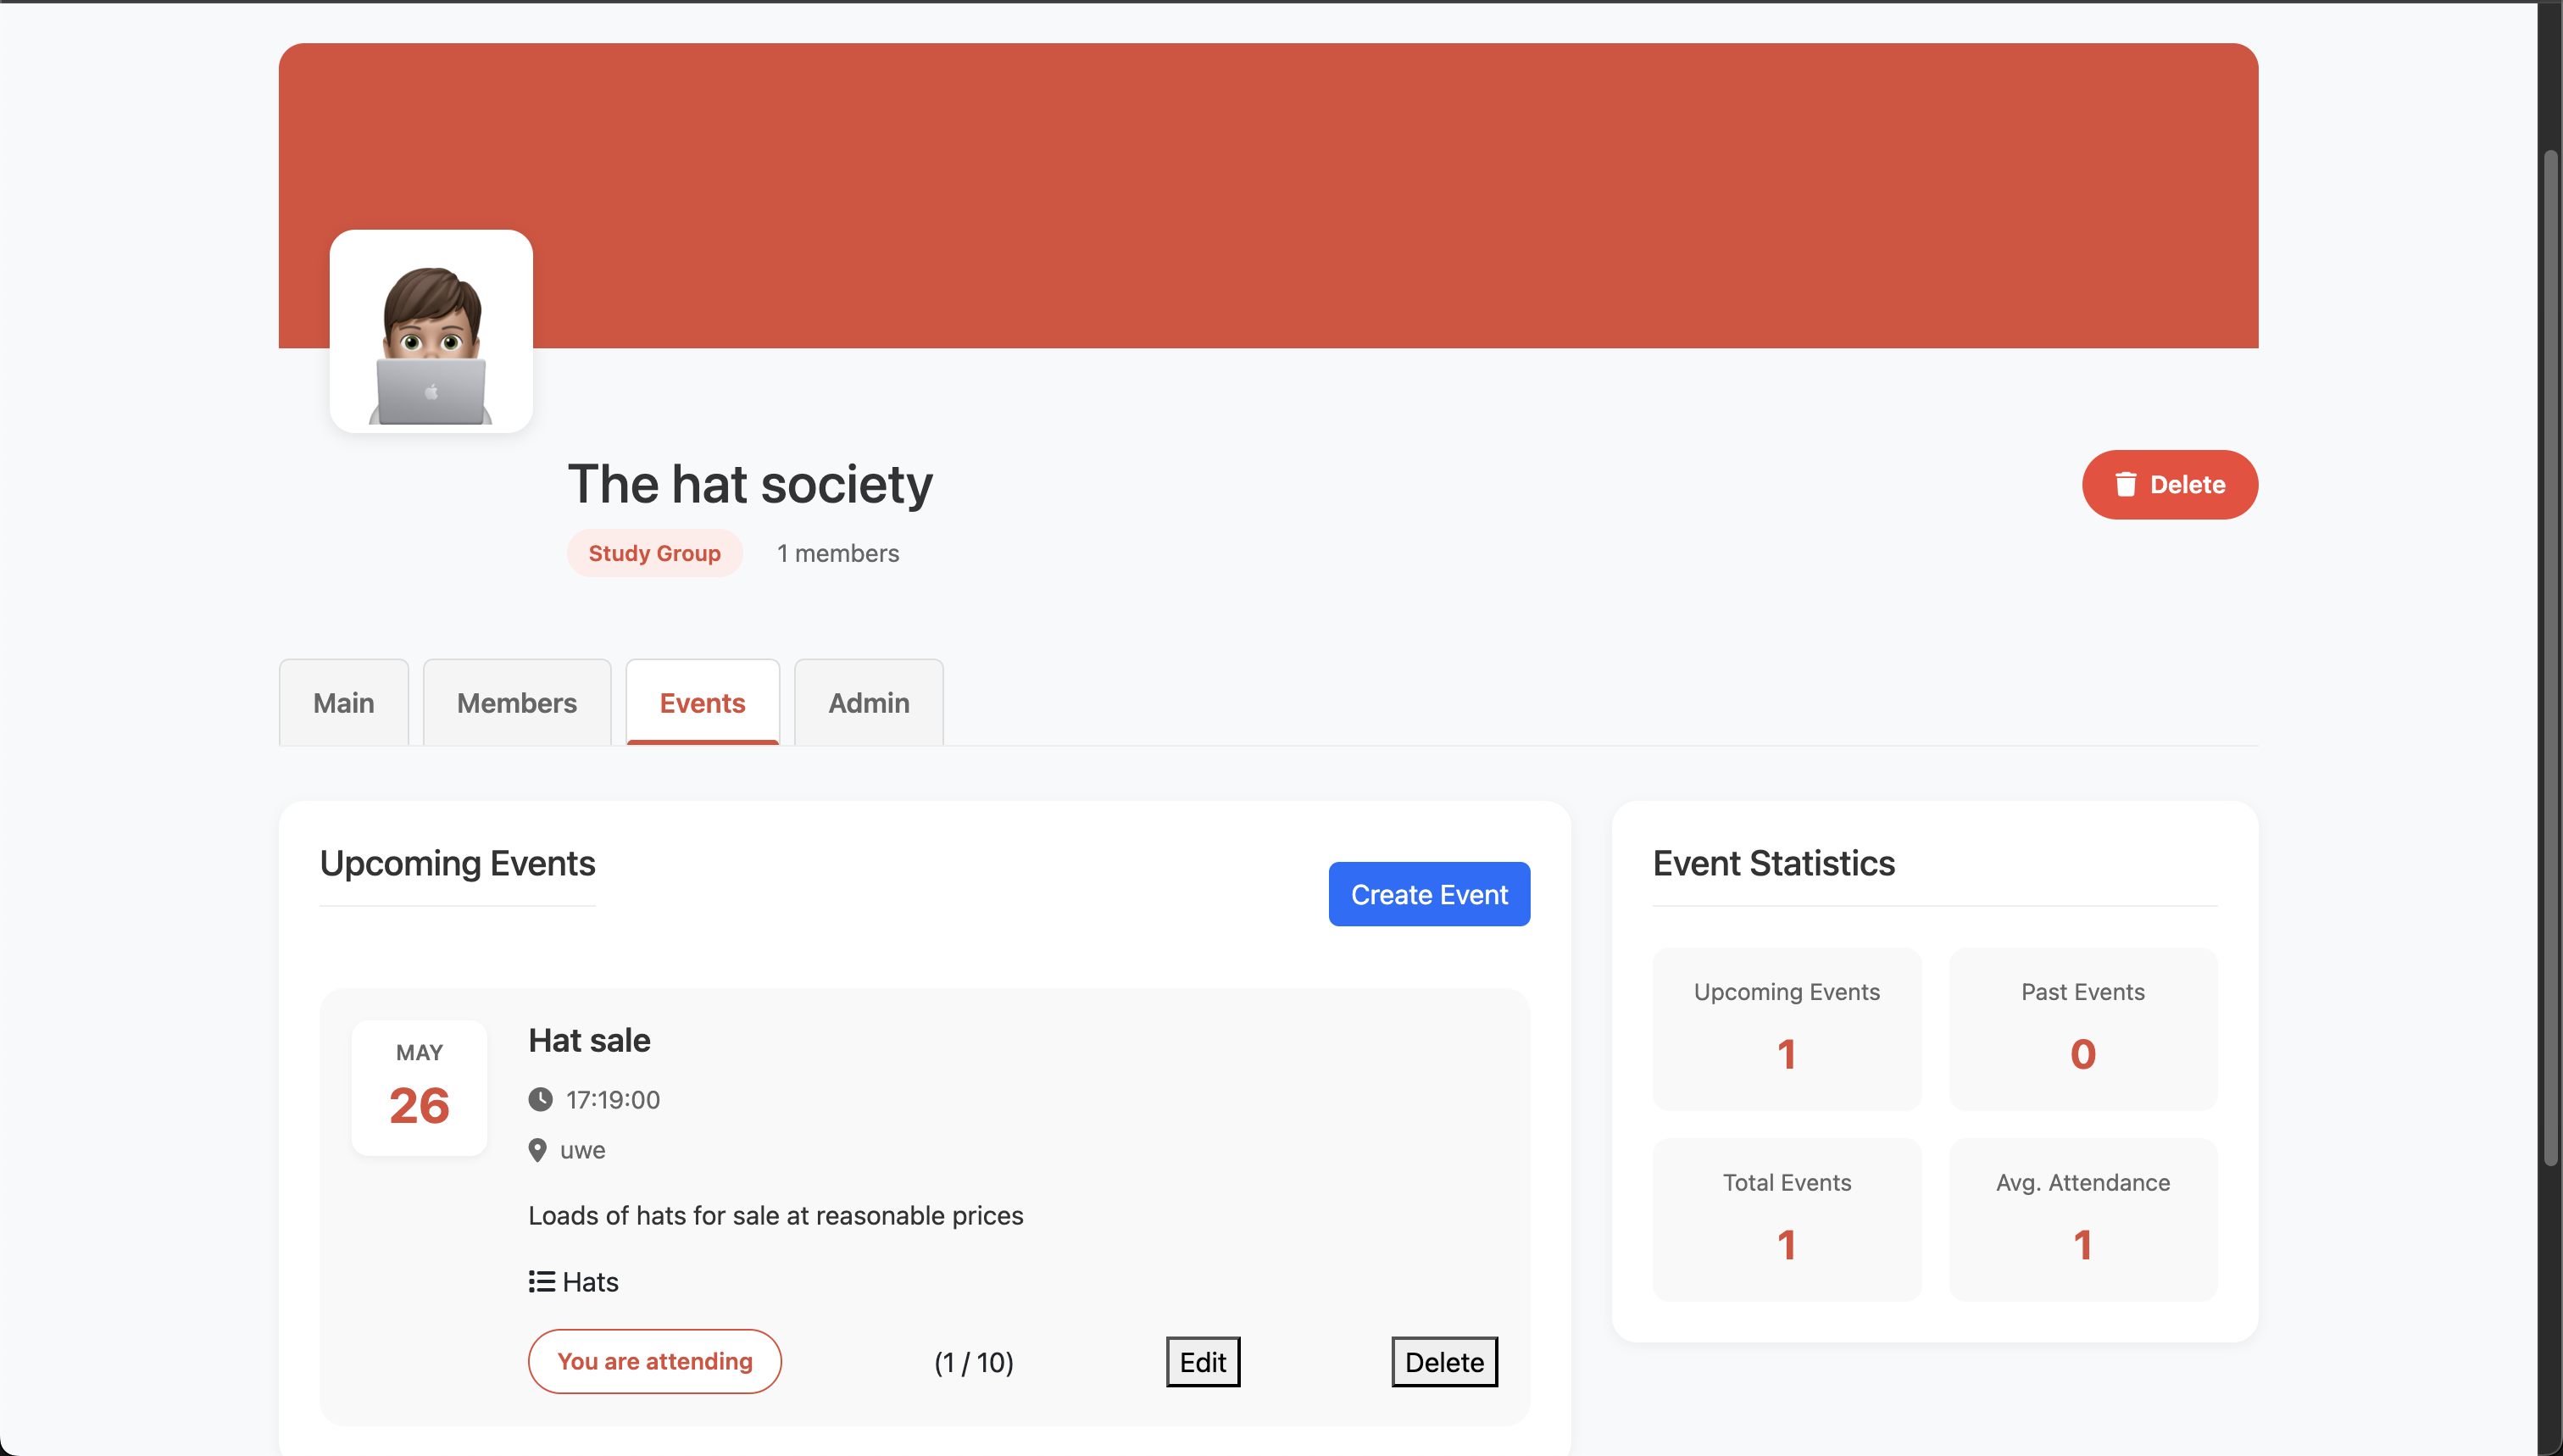 The hat society
Delete
Study Group
1 members
Main
Members
Events
Admin
Upcoming Events
Create Event
MAY
26
Hat sale
17:19:00
uwe
Loads of hats for sale at reasonable prices
Hats
You are attending
(1 / 10)
Edit
Delete
Event Statistics
Upcoming Events
1
Past Events
0
Total Events
1
Avg. Attendance
1